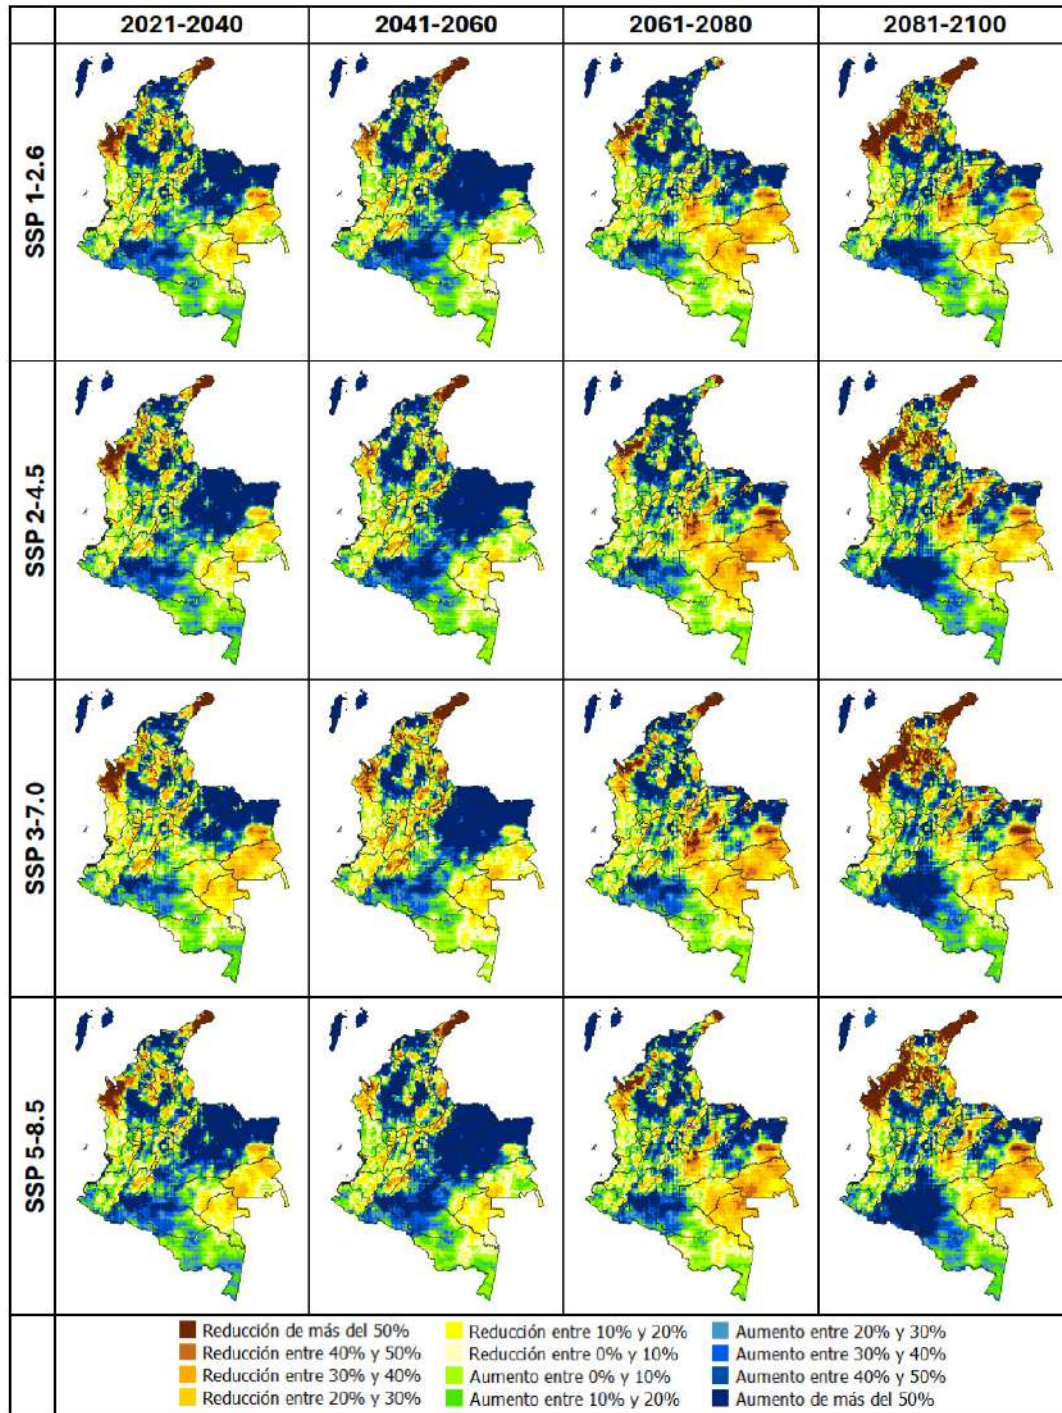 2021-2040 2041-2060 2061-2080 2081-2100
SSP 1-2.6
SSP 2-4.5
SSP 3-7.0
SSP 5-8.5
Reducción de más del 50% Reducción entre 10% y 20% Aumento entre 20% y 30%
Reducción entre 40% y 50% Reducción entre 0% y 10% Aumento entre 30% y 40%
Reducción entre 30% y 40% Aumento entre 0% y 10% Aumento entre 40% y 50%
Reducción entre 20% y 30% Aumento entre 10% y 20% Aumento de más del 50%